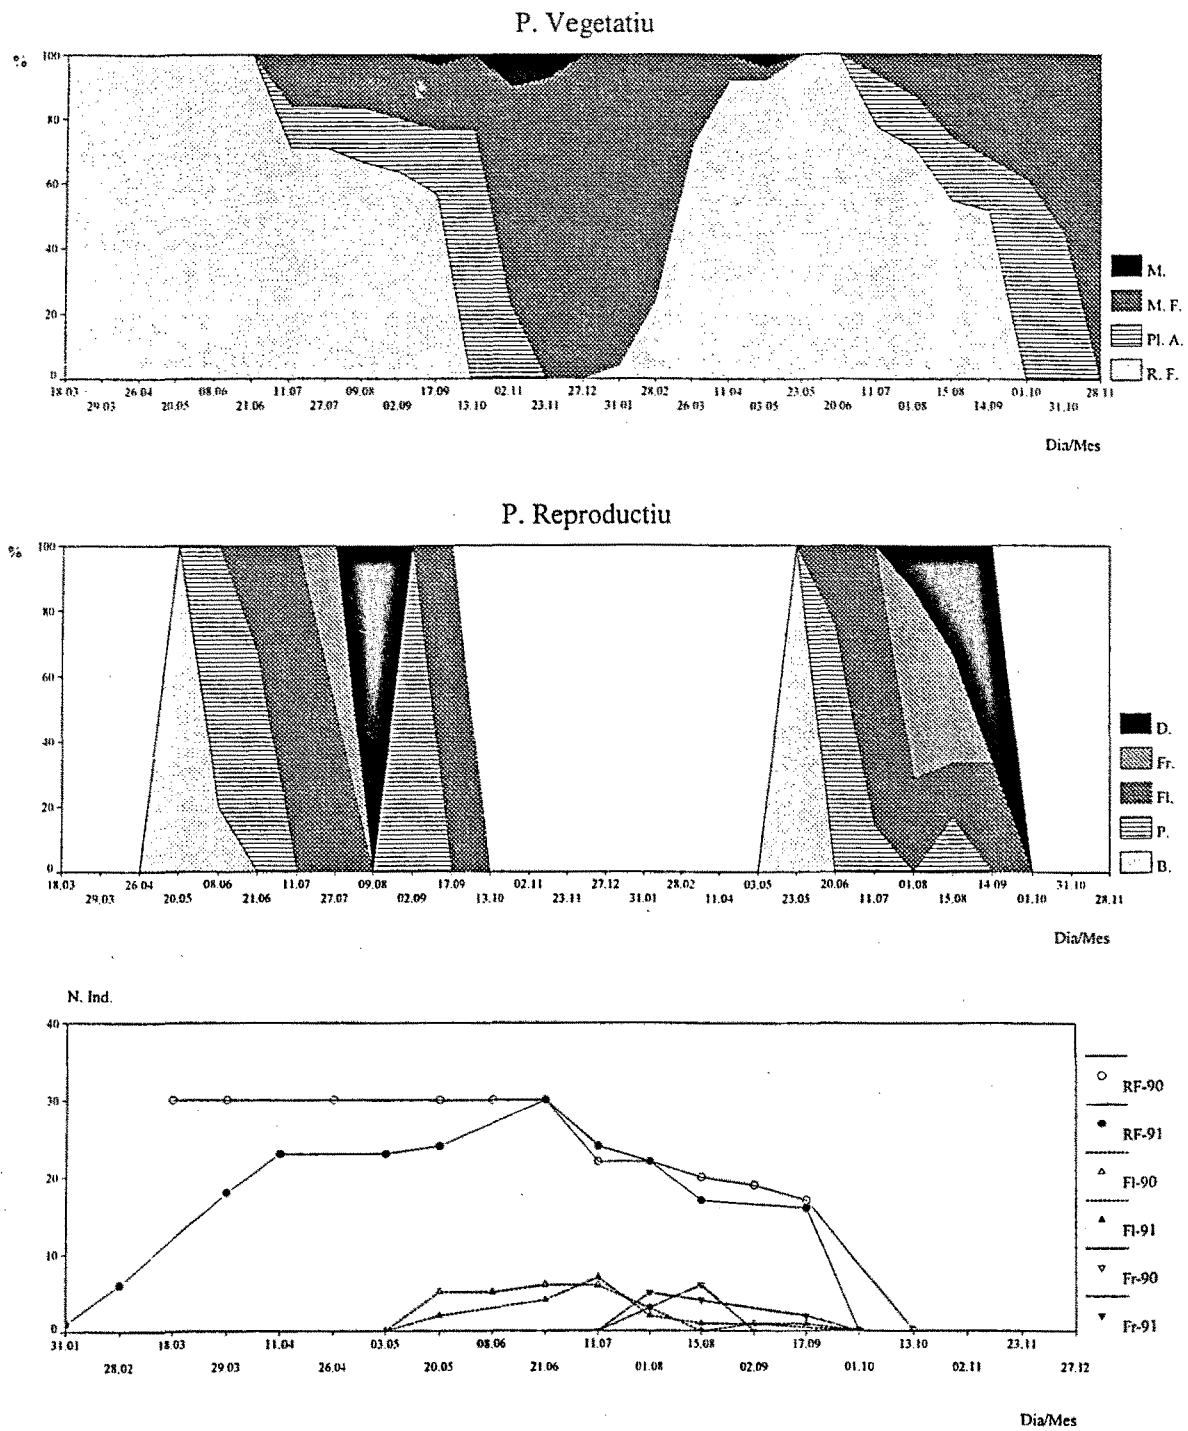 P. Vegetatiu
%
100
80
60
40
20
0
18.03 26.04 08.06 11.07 09.08 17.09 02.11 27.12 28.02 11.04 23.05 11.07 15.08 01.10 28.11
29.03 20.05 21.06 27.07 02.09 13.10 23.11 31.01 26.03 03.05 20.06 01.08 14.09 31.10
M.
M. F.
Pl. A.
R. F.
Dia/Mes
P. Reproductiu
%
100
80
60
40
20
0
18.03 26.04 08.06 11.07 09.08 17.09 02.11 27.12 28.02 03.05 20.06 01.08 14.09 31.10
29.03 20.05 21.06 27.07 02.09 13.10 23.11 31.01 11.04 23.05 11.07 15.08 01.10 28.11
D.
Fr.
Fl.
P.
B.
Dia/Mes
N. Ind.
40
30
20
10
0
31.01 18.03 11.04 03.05 08.06 11.07 15.08 17.09 13.10 23.11
28.02 29.03 26.04 20.05 21.06 01.08 02.09 01.10 02.11 27.12
RF-90
RF-91
Fl-90
Fl-91
Fr-90
Fr-91
Dia/Mes